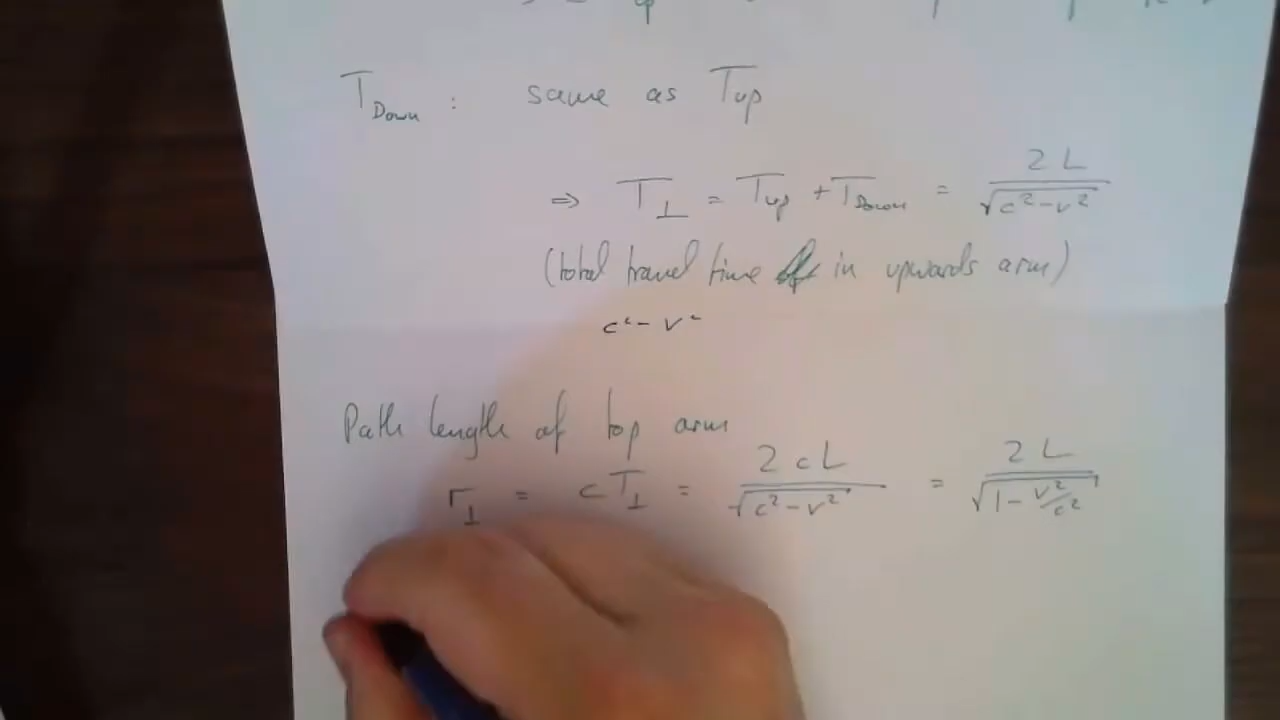 T_Down : same as T_up
⇒ T_⊥ = T_up + T_Down = 2L / √(c²-v²)
(total travel time in upwards arm)
c²-v²
Path length of top arm
r_⊥ = c T_⊥ = 2cL / √(c²-v²) = 2L / √(1-v²/c²)